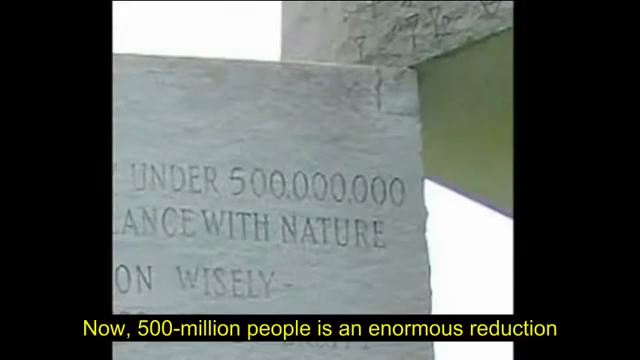 UNDER 500.000.000
LANCE WITH NATURE
ON WISELY-
Now, 500-million people is an enormous reduction